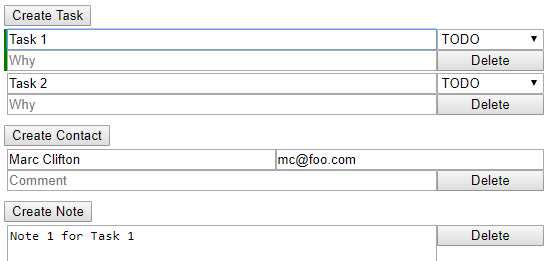 Create Task
Task 1 TODO
Why Delete
Task 2 TODO
Why Delete
Create Contact
Marc Clifton mc@foo.com
Comment Delete
Create Note
Note 1 for Task 1 Delete